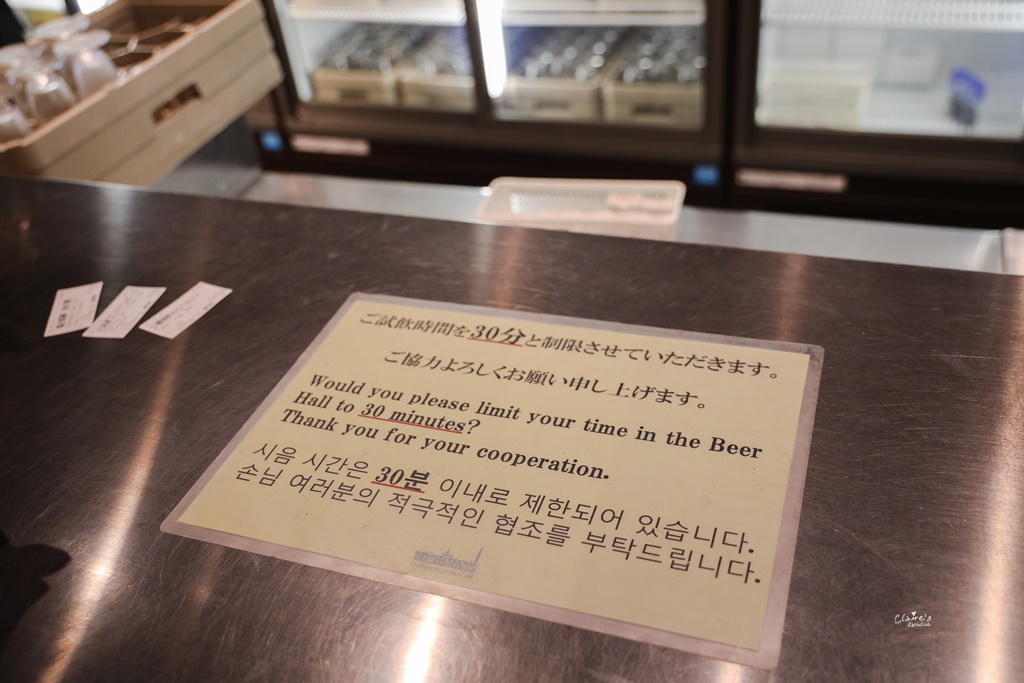 ご試飲時間を30分と制限させていただきます。
ご協力よろしくお願い申し上げます。
Would you please limit your time in the Beer
Hall to 30 minutes?
Thank you for your cooperation.
시음 시간은 30분 이내로 제한되어 있습니다.
손님 여러분의 적극적인 협조를 부탁드립니다.
Claire's